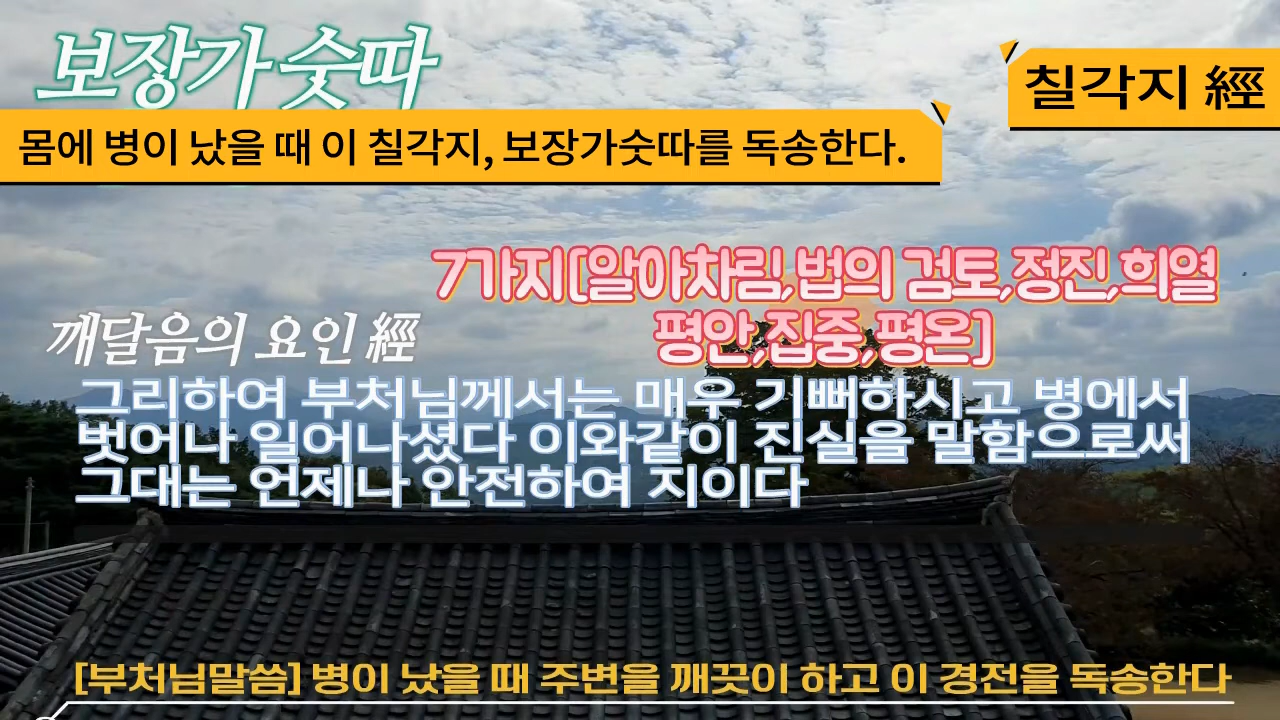 보장가 숫따
칠각지 經
몸에 병이 났을 때 이 칠각지, 보장가숫따를 독송한다.
7가지[알아차림,법의 검토,정진,희열
평안,집중,평온]
깨달음의 요인 經
그리하여 부처님께서는 매우 기뻐하시고 병에서
벗어나 일어나셨다 이와같이 진실을 말함으로써
그대는 언제나 안전하여 지이다
[부처님말씀] 병이 났을 때 주변을 깨끗이 하고 이 경전을 독송한다